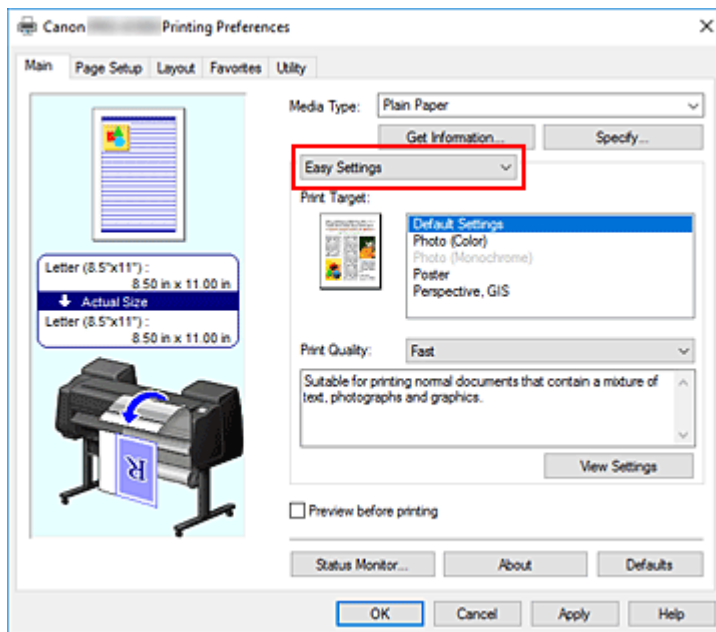 Canon Printing Preferences
Main Page Setup Layout Favorites Utility
Media Type: Plain Paper
Get Information... Specify...
Easy Settings
Print Target:
Default Settings
Photo (Color)
Photo (Monochrome)
Poster
Perspective, GIS
Letter (8.5"x11") :
8.50 in x 11.00 in
Actual Size
Letter (8.5"x11") :
8.50 in x 11.00 in
R
Print Quality: Fast
Suitable for printing normal documents that contain a mixture of
text, photographs and graphics.
View Settings
Preview before printing
Status Monitor... About Defaults
OK Cancel Apply Help